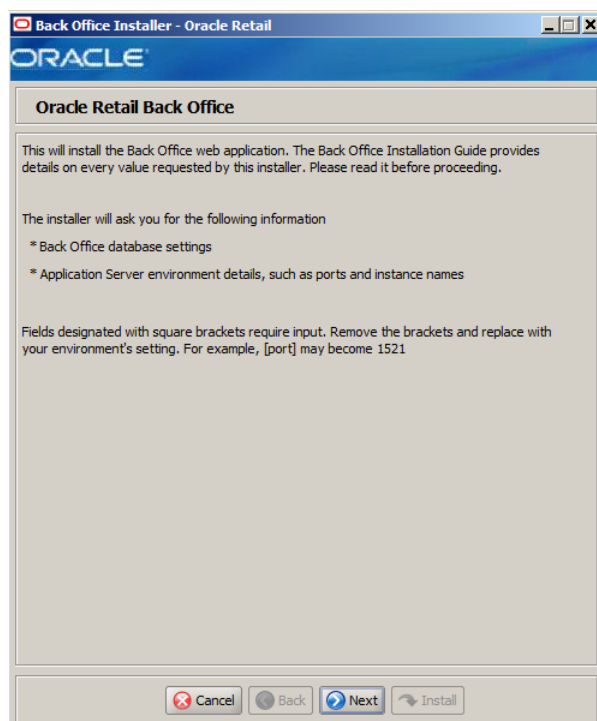 Back Office Installer - Oracle Retail
ORACLE
Oracle Retail Back Office
This will install the Back Office web application. The Back Office Installation Guide provides
details on every value requested by this installer. Please read it before proceeding.
The installer will ask you for the following information
* Back Office database settings
* Application Server environment details, such as ports and instance names
Fields designated with square brackets require input. Remove the brackets and replace with
your environment's setting. For example, [port] may become 1521
Cancel Back Next Install